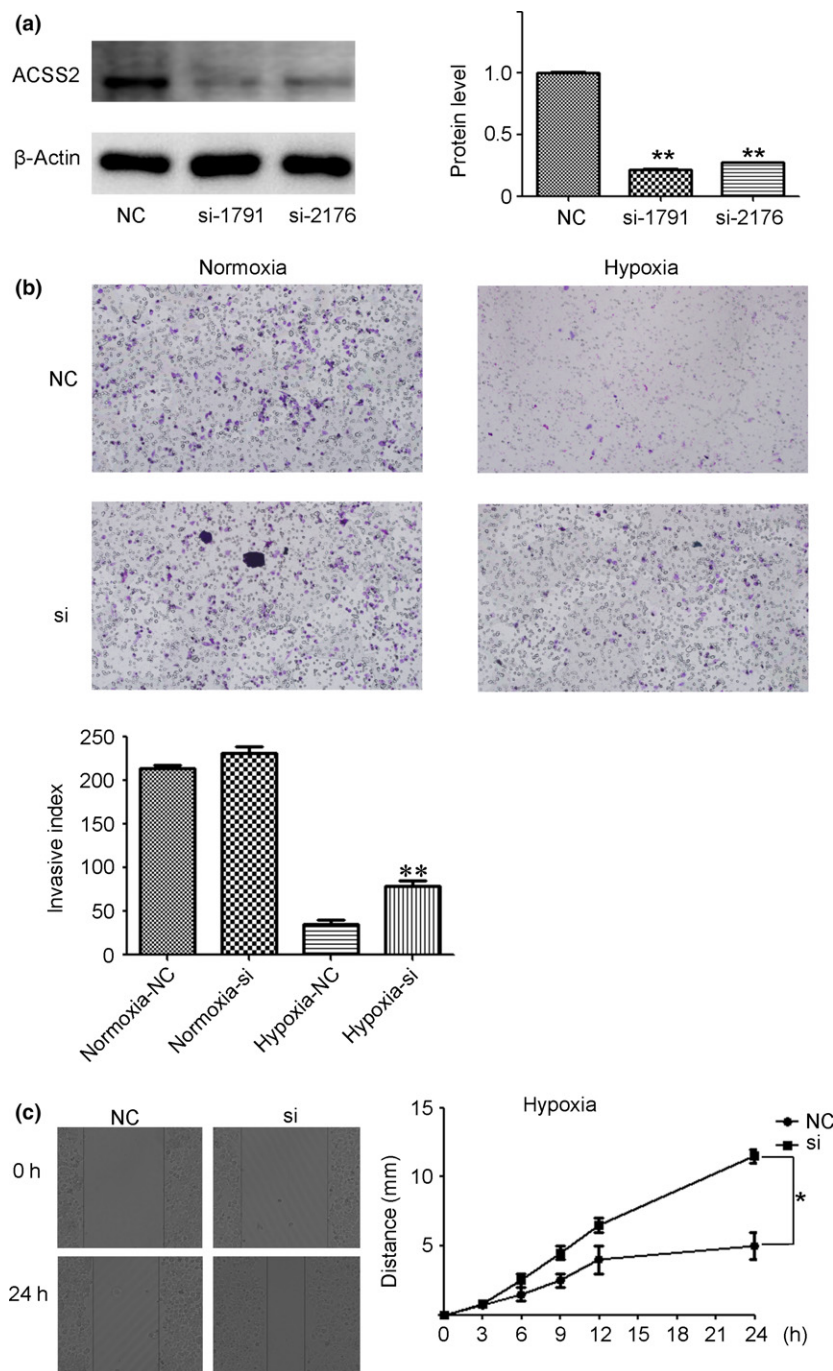 (a)
ACSS2
β-Actin
NC si-1791 si-2176
Protein level
1.0
0.5
0
** **
NC si-1791 si-2176
(b)
Normoxia Hypoxia
NC
si
Invasive index
250
200
150
100
50
0
**
Normoxia-NC
Normoxia-si
Hypoxia-NC
Hypoxia-si
(c)
NC si
0 h
24 h
Hypoxia
Distance (mm)
15
10
5
NC
si
*
0 3 6 9 12 15 18 21 24 (h)